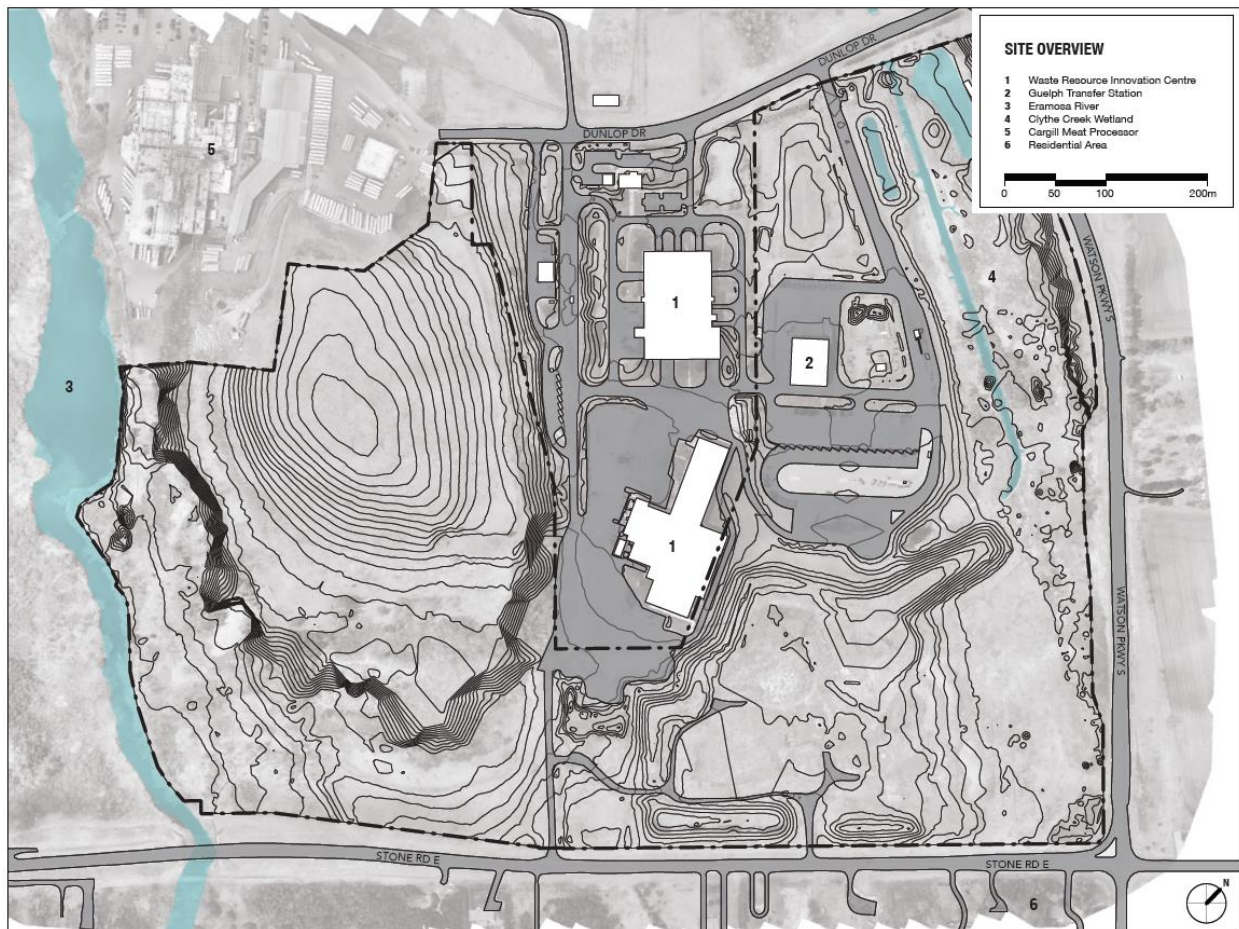 SITE OVERVIEW
1 Waste Resource Innovation Centre
2 Guelph Transfer Station
3 Eramosa River
4 Clythe Creek Wetland
5 Cargill Meat Processor
6 Residential Area
0 50 100 200m
DUNLOP DR
DUNLOP DR
5
1
4
WATSON PKWY S
2
3
1
WATSON PKWY S
STONE RD E
STONE RD E
6
N